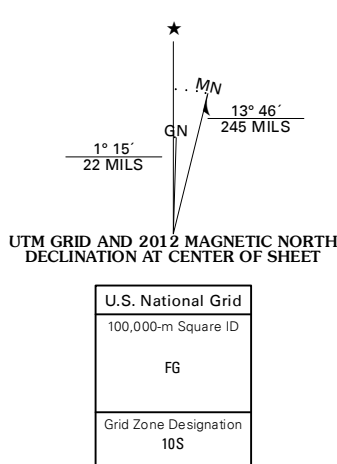 ★
MN
13° 46´
245 MILS
GN
1° 15´
22 MILS
UTM GRID AND 2012 MAGNETIC NORTH
DECLINATION AT CENTER OF SHEET
U.S. National Grid
100,000-m Square ID
FG
Grid Zone Designation
10S